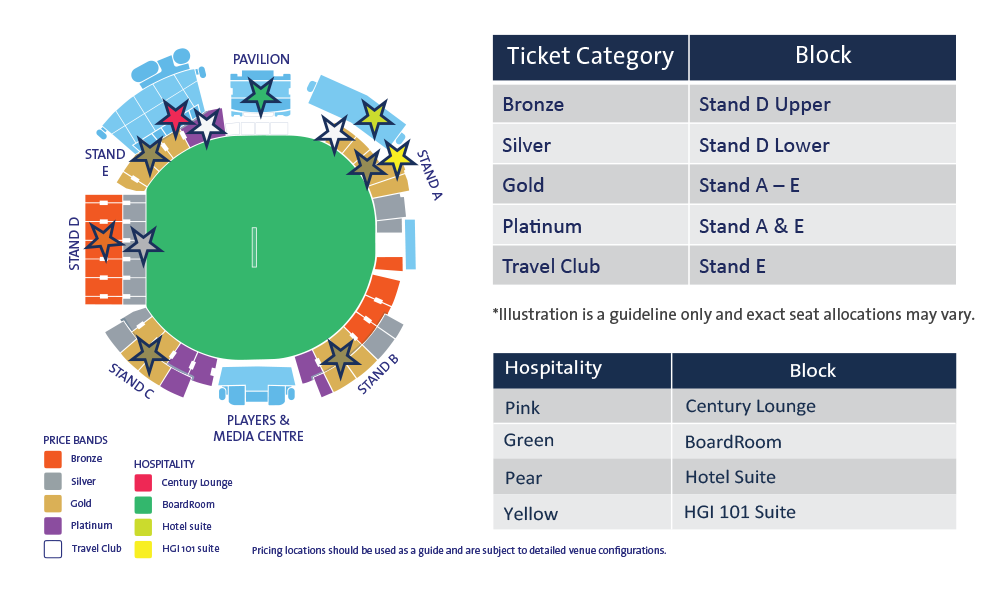 PAVILION
STAND
E
STAND A
STAND D
STAND C
STAND B
PLAYERS &
MEDIA CENTRE
PRICE BANDS
Bronze
Silver
Gold
Platinum
Travel Club
HOSPITALITY
Century Lounge
BoardRoom
Hotel suite
HGI 101 suite
Pricing locations should be used as a guide and are subject to detailed venue configurations.
Ticket Category Block
Bronze Stand D Upper
Silver Stand D Lower
Gold Stand A – E
Platinum Stand A & E
Travel Club Stand E
*Illustration is a guideline only and exact seat allocations may vary.
Hospitality Block
Pink Century Lounge
Green BoardRoom
Pear Hotel Suite
Yellow HGI 101 Suite